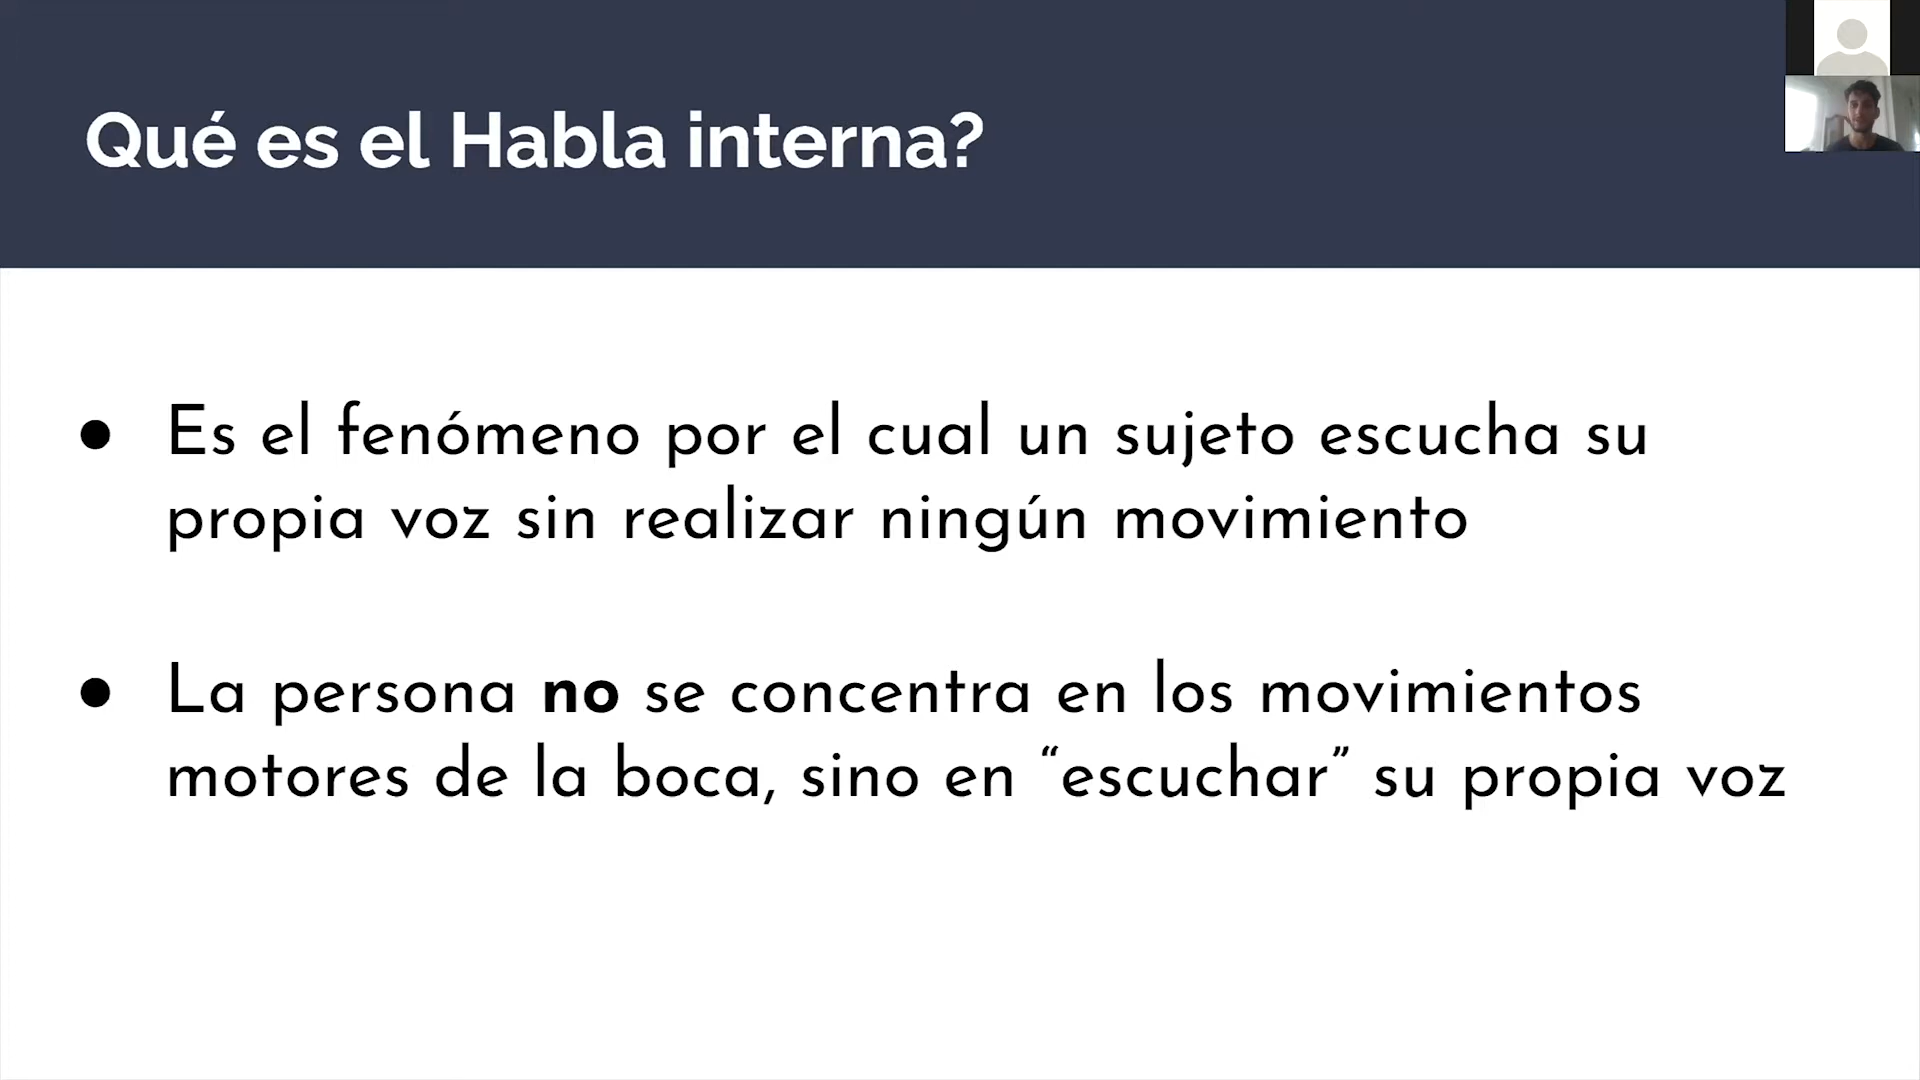 Qué es el Habla interna?
● Es el fenómeno por el cual un sujeto escucha su
propia voz sin realizar ningún movimiento
● La persona no se concentra en los movimientos
motores de la boca, sino en “escuchar” su propia voz